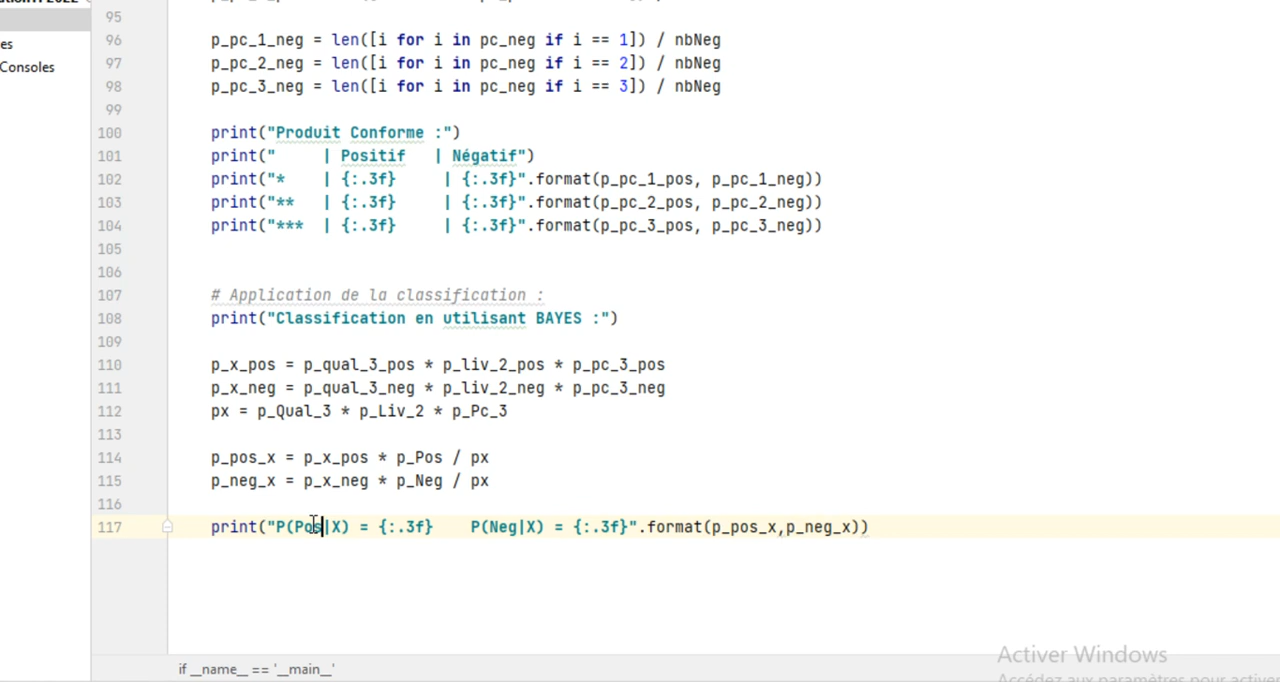 95
es
96 p_pc_1_neg = len([i for i in pc_neg if i == 1]) / nbNeg
Consoles
97 p_pc_2_neg = len([i for i in pc_neg if i == 2]) / nbNeg
98 p_pc_3_neg = len([i for i in pc_neg if i == 3]) / nbNeg
99
100 print("Produit Conforme :")
101 print("     | Positif   | Négatif")
102 print("*    | {:.3f}     | {:.3f}".format(p_pc_1_pos, p_pc_1_neg))
103 print("**   | {:.3f}     | {:.3f}".format(p_pc_2_pos, p_pc_2_neg))
104 print("***  | {:.3f}     | {:.3f}".format(p_pc_3_pos, p_pc_3_neg))
105
106
107 # Application de la classification :
108 print("Classification en utilisant BAYES :")
109
110 p_x_pos = p_qual_3_pos * p_liv_2_pos * p_pc_3_pos
111 p_x_neg = p_qual_3_neg * p_liv_2_neg * p_pc_3_neg
112 px = p_Qual_3 * p_Liv_2 * p_Pc_3
113
114 p_pos_x = p_x_pos * p_Pos / px
115 p_neg_x = p_x_neg * p_Neg / px
116
117 print("P(Pos|X) = {:.3f}    P(Neg|X) = {:.3f}".format(p_pos_x,p_neg_x))
if __name__ == '__main__'
Activer Windows
Accédez aux paramètres pour activer